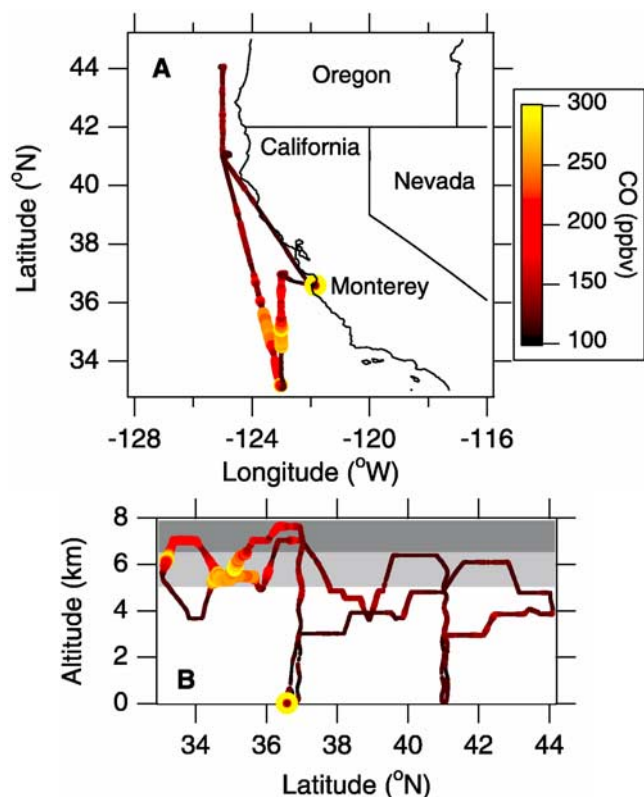 A
Oregon
California
Nevada
Monterey
44
42
40
38
36
34
Latitude (°N)
-128
-124
-120
-116
Longitude (°W)
300
250
200
150
100
CO (ppbv)
8
6
4
2
0
Altitude (km)
B
34
36
38
40
42
44
Latitude (°N)